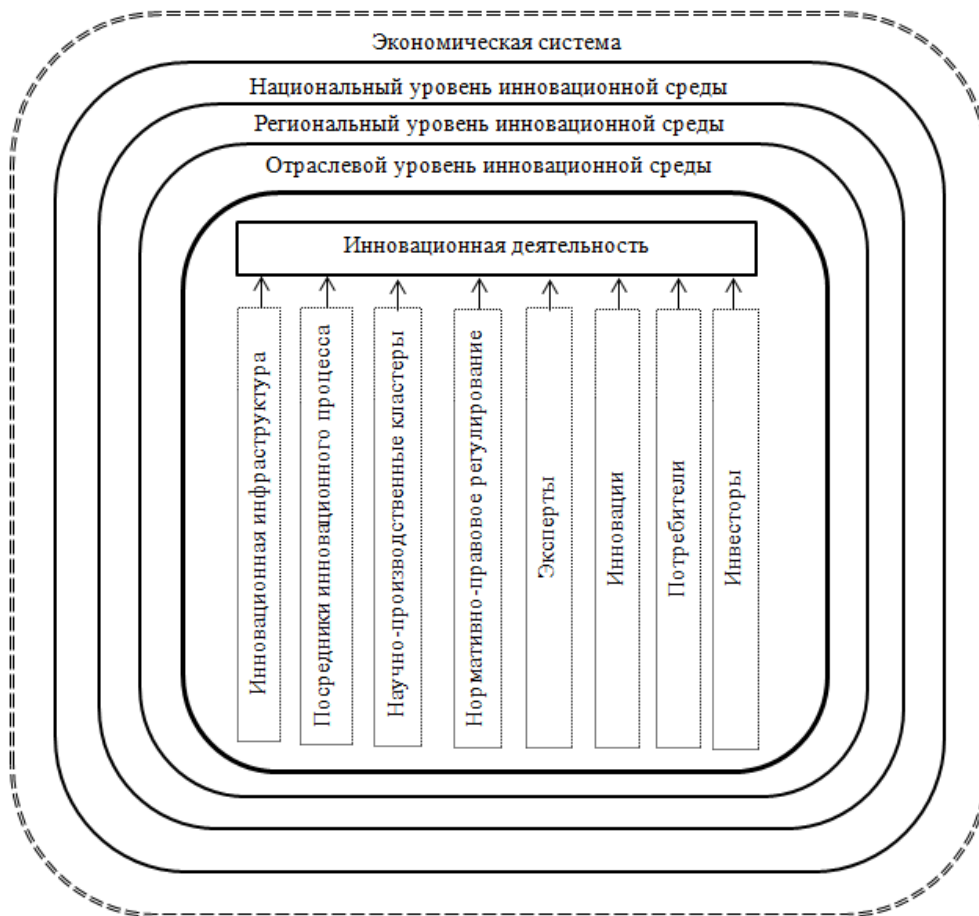 Экономическая система
Национальный уровень инновационной среды
Региональный уровень инновационной среды
Отраслевой уровень инновационной среды
Инновационная деятельность
Инновационная инфраструктура
Посредники инновационного процесса
Научно-производственные кластеры
Нормативно-правовое регулирование
Эксперты
Инновации
Потребители
Инвесторы